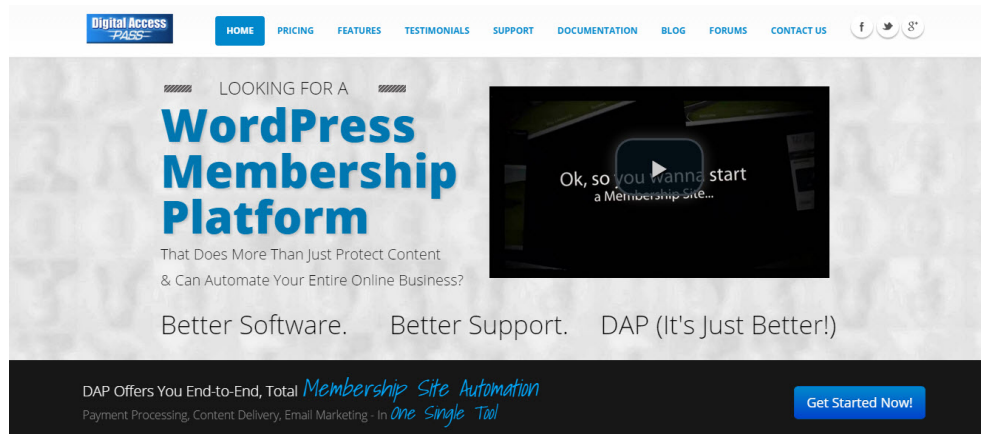 Digital Access
PASS
HOME PRICING FEATURES TESTIMONIALS SUPPORT DOCUMENTATION BLOG FORUMS CONTACT US f g+
LOOKING FOR A
WordPress
Membership
Platform
That Does More Than Just Protect Content
& Can Automate Your Entire Online Business?
Ok, so you wanna start
a Membership Site...
Better Software. Better Support. DAP (It's Just Better!)
DAP Offers You End-to-End, Total Membership Site Automation
Payment Processing, Content Delivery, Email Marketing - In One Single Tool
Get Started Now!